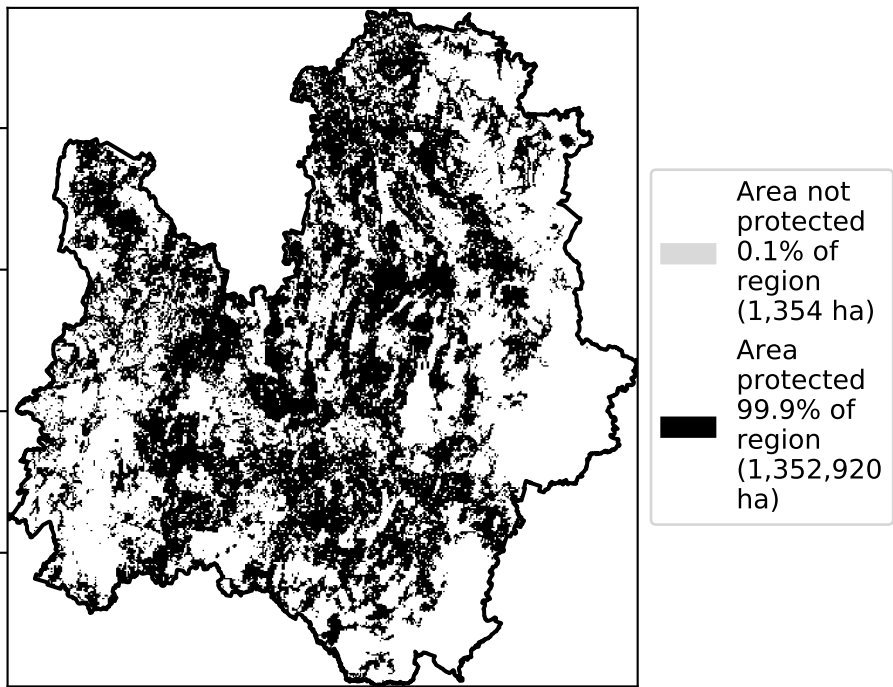 Area not
protected
0.1% of
region
(1,354 ha)
Area
protected
99.9% of
region
(1,352,920
ha)